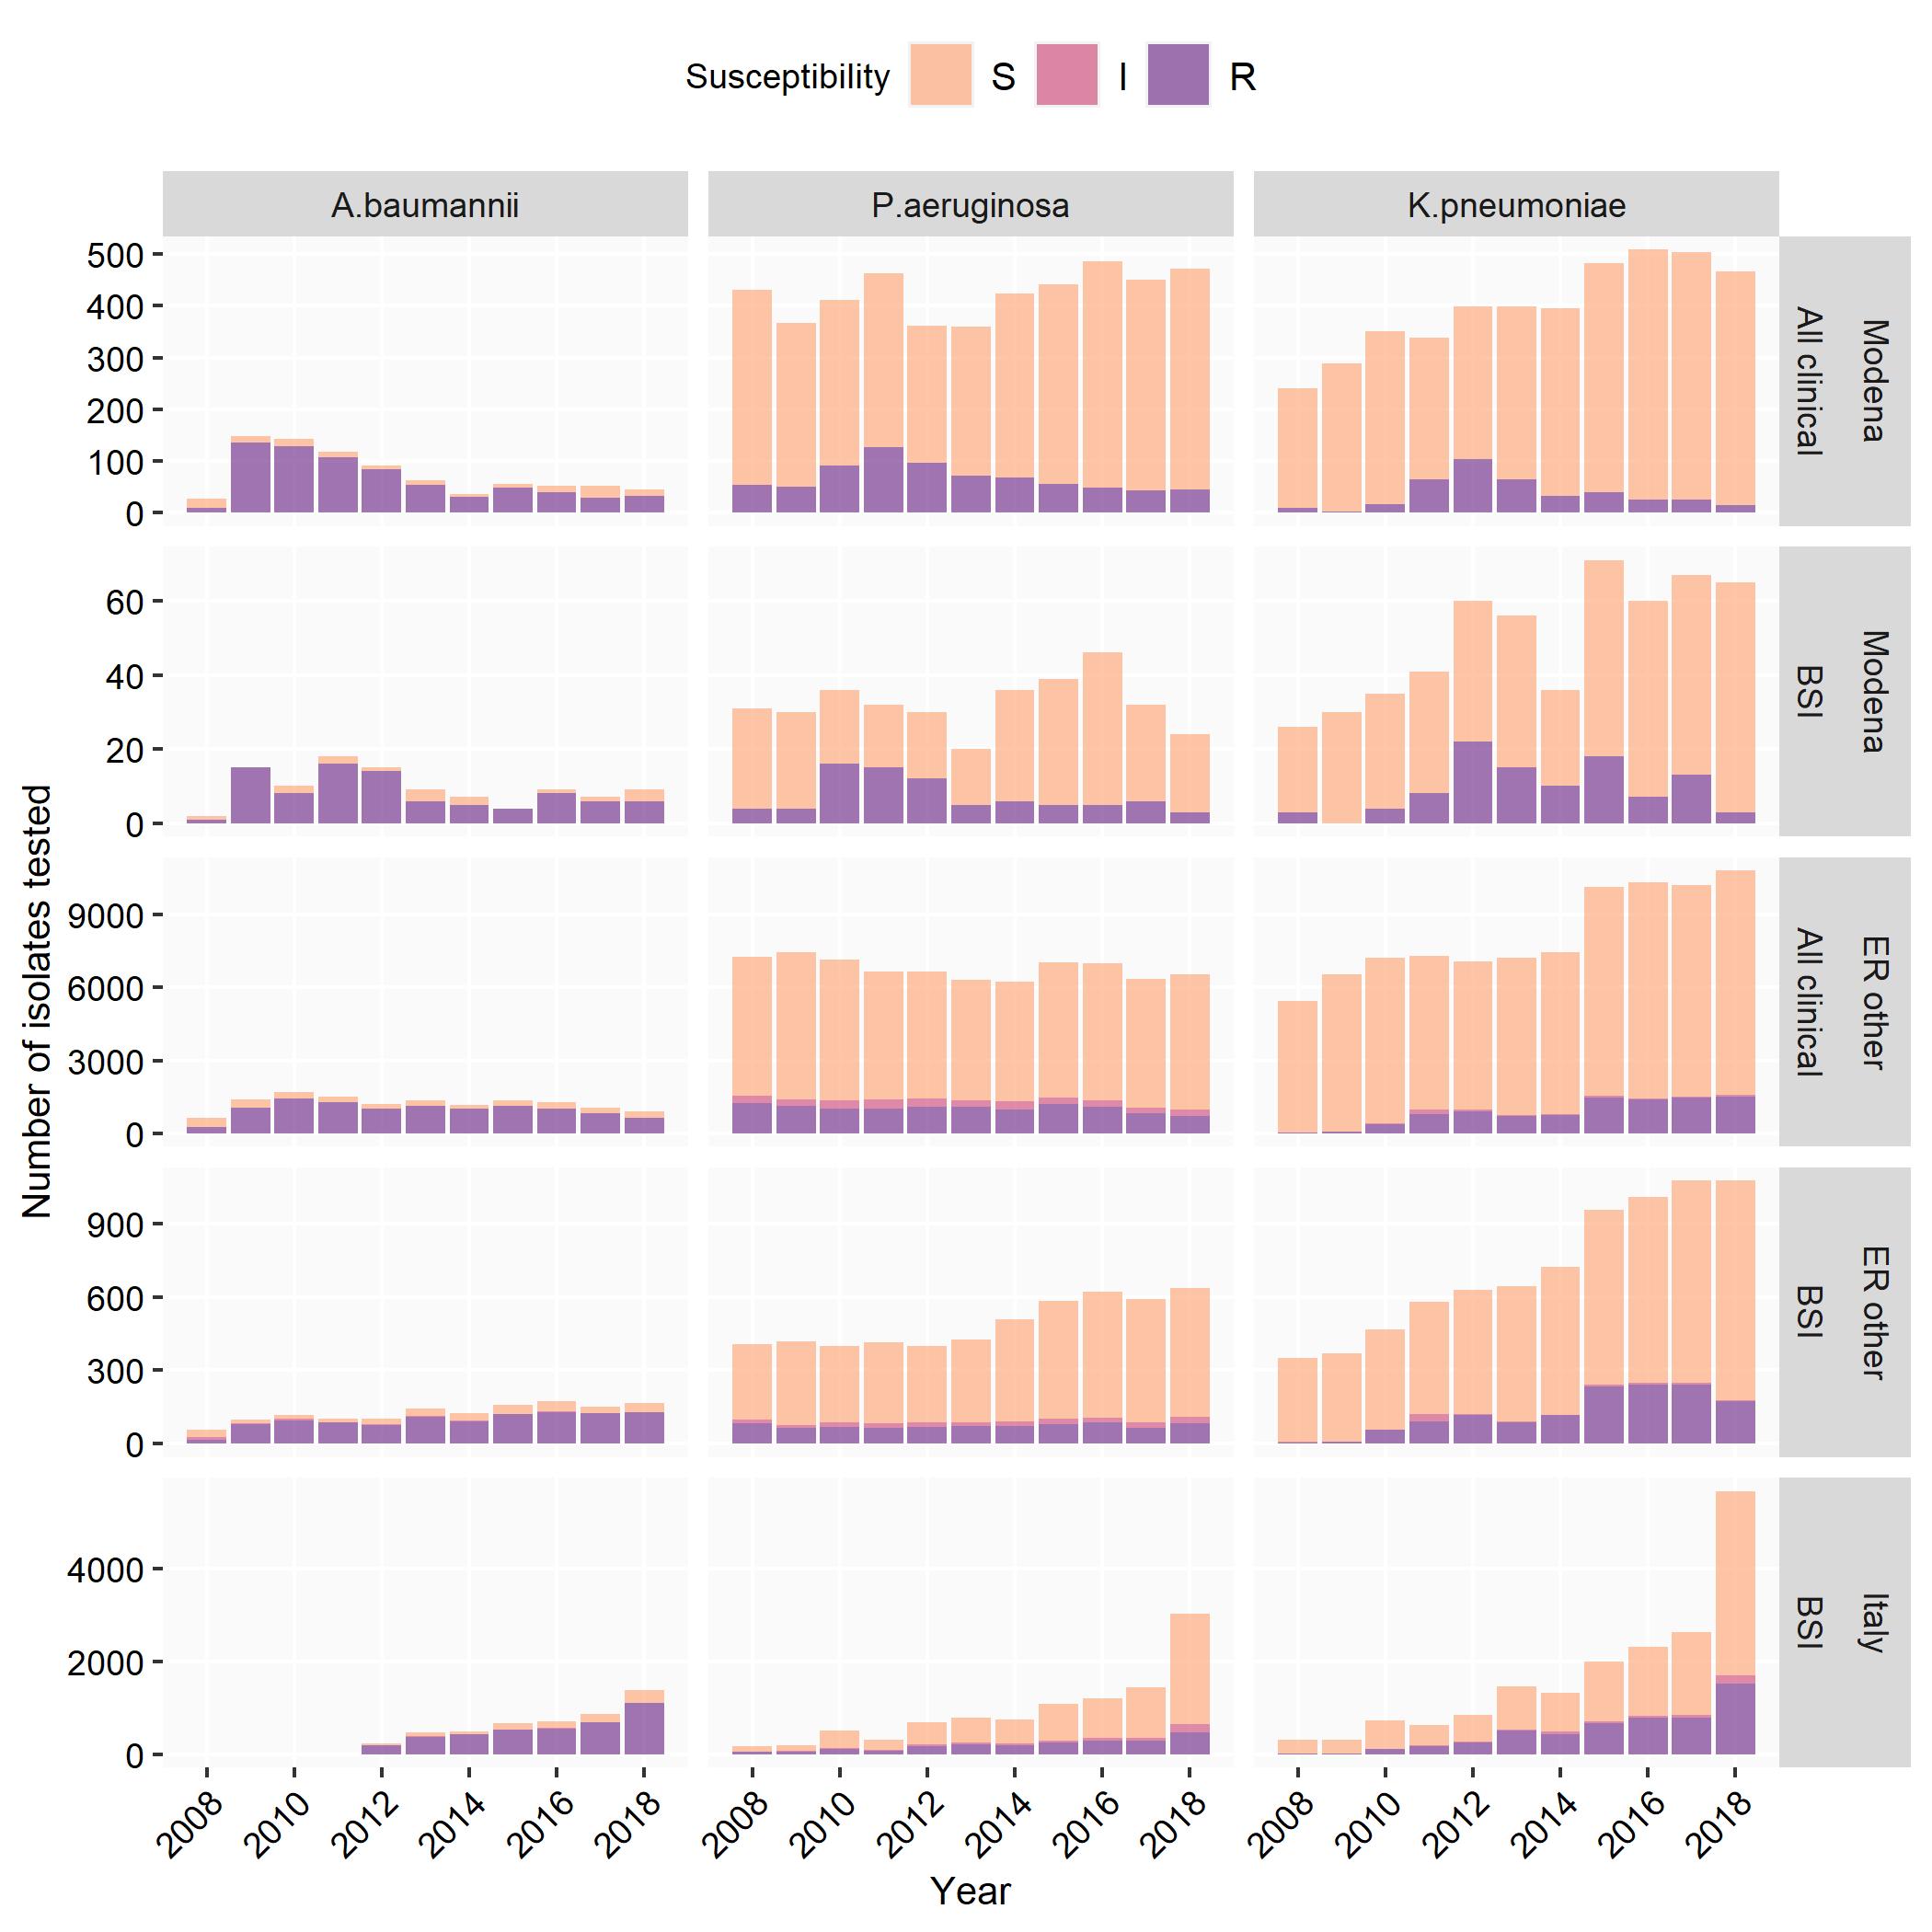 Susceptibility S I R
A.baumannii P.aeruginosa K.pneumoniae
500
400
300
200
100
0
All clinical
Modena
60
40
20
0
BSI
Modena
Number of isolates tested
9000
6000
3000
0
All clinical
ER other
900
600
300
0
BSI
ER other
4000
2000
0
BSI
Italy
2008 2010 2012 2014 2016 2018 2008 2010 2012 2014 2016 2018 2008 2010 2012 2014 2016 2018
Year